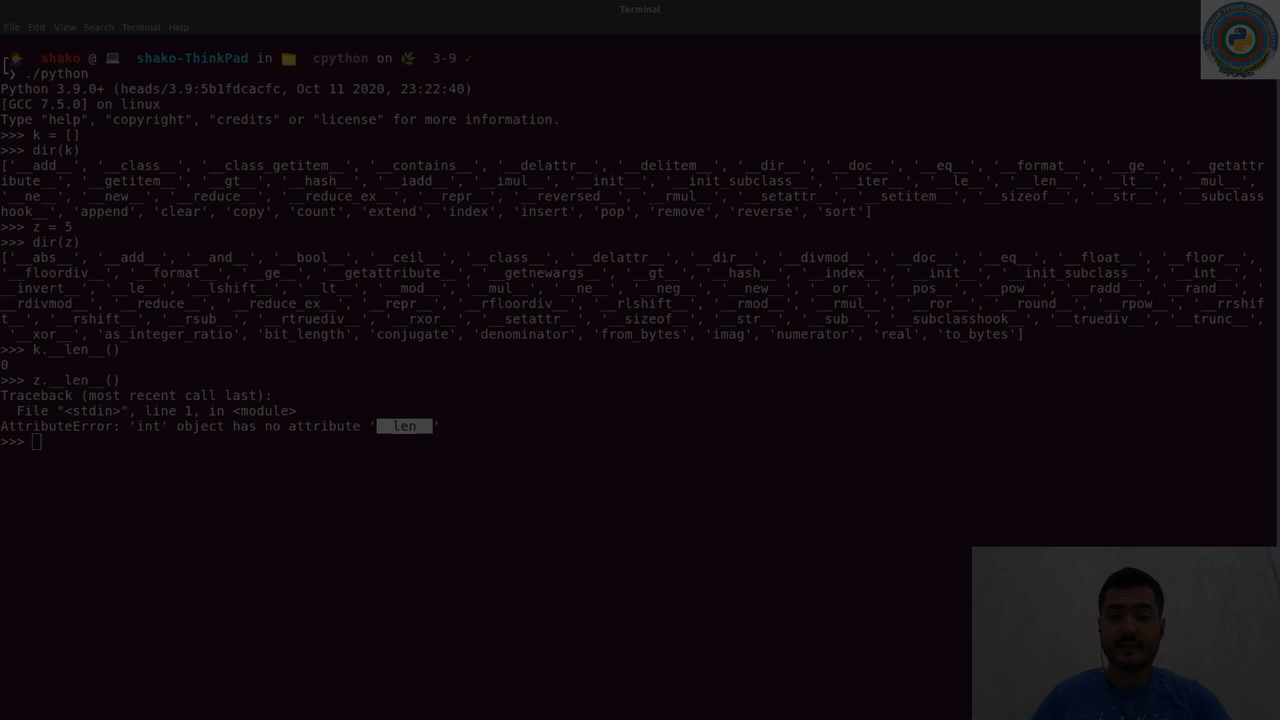 Terminal
File Edit View Search Terminal Help
shako @ shako-ThinkPad in cpython on 3-9 ✓
❯ ./python
Python 3.9.0+ (heads/3.9:5b1fdcacfc, Oct 11 2020, 23:22:40)
[GCC 7.5.0] on linux
Type "help", "copyright", "credits" or "license" for more information.
>>> k = []
>>> dir(k)
['__add__', '__class__', '__class_getitem__', '__contains__', '__delattr__', '__delitem__', '__dir__', '__doc__', '__eq__', '__format__', '__ge__', '__getattr
ibute__', '__getitem__', '__gt__', '__hash__', '__iadd__', '__imul__', '__init__', '__init_subclass__', '__iter__', '__le__', '__len__', '__lt__', '__mul__',
'__ne__', '__new__', '__reduce__', '__reduce_ex__', '__repr__', '__reversed__', '__rmul__', '__setattr__', '__setitem__', '__sizeof__', '__str__', '__subclass
hook__', 'append', 'clear', 'copy', 'count', 'extend', 'index', 'insert', 'pop', 'remove', 'reverse', 'sort']
>>> z = 5
>>> dir(z)
['__abs__', '__add__', '__and__', '__bool__', '__ceil__', '__class__', '__delattr__', '__dir__', '__divmod__', '__doc__', '__eq__', '__float__', '__floor__',
'__floordiv__', '__format__', '__ge__', '__getattribute__', '__getnewargs__', '__gt__', '__hash__', '__index__', '__init__', '__init_subclass__', '__int__', '
__invert__', '__le__', '__lshift__', '__lt__', '__mod__', '__mul__', '__ne__', '__neg__', '__new__', '__or__', '__pos__', '__pow__', '__radd__', '__rand__',
'__rdivmod__', '__reduce__', '__reduce_ex__', '__repr__', '__rfloordiv__', '__rlshift__', '__rmod__', '__rmul__', '__ror__', '__round__', '__rpow__', '__rrshif
t__', '__rshift__', '__rsub__', '__rtruediv__', '__rxor__', '__setattr__', '__sizeof__', '__str__', '__sub__', '__subclasshook__', '__truediv__', '__trunc__',
'__xor__', 'as_integer_ratio', 'bit_length', 'conjugate', 'denominator', 'from_bytes', 'imag', 'numerator', 'real', 'to_bytes']
>>> k.__len__()
0
>>> z.__len__()
Traceback (most recent call last):
File "<stdin>", line 1, in <module>
AttributeError: 'int' object has no attribute '__len__'
>>>